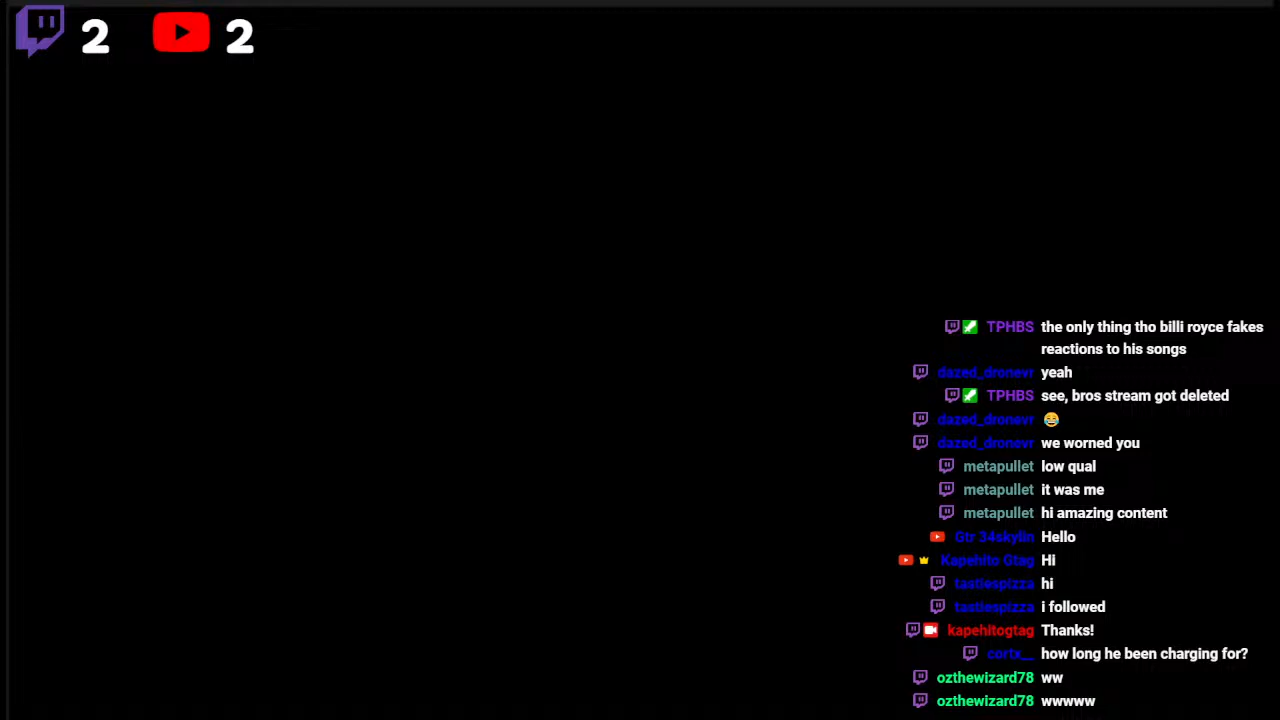 2 2
TPHBS the only thing tho billi royce fakes
reactions to his songs
dazed_dronevr yeah
TPHBS see, bros stream got deleted
dazed_dronevr 😂
dazed_dronevr we worned you
metapullet low qual
metapullet it was me
metapullet hi amazing content
Gtr 34skylin Hello
Kapehito Gtag Hi
tastiespizza hi
tastiespizza i followed
kapehitogtag Thanks!
cortx__ how long he been charging for?
ozthewizard78 ww
ozthewizard78 wwwww